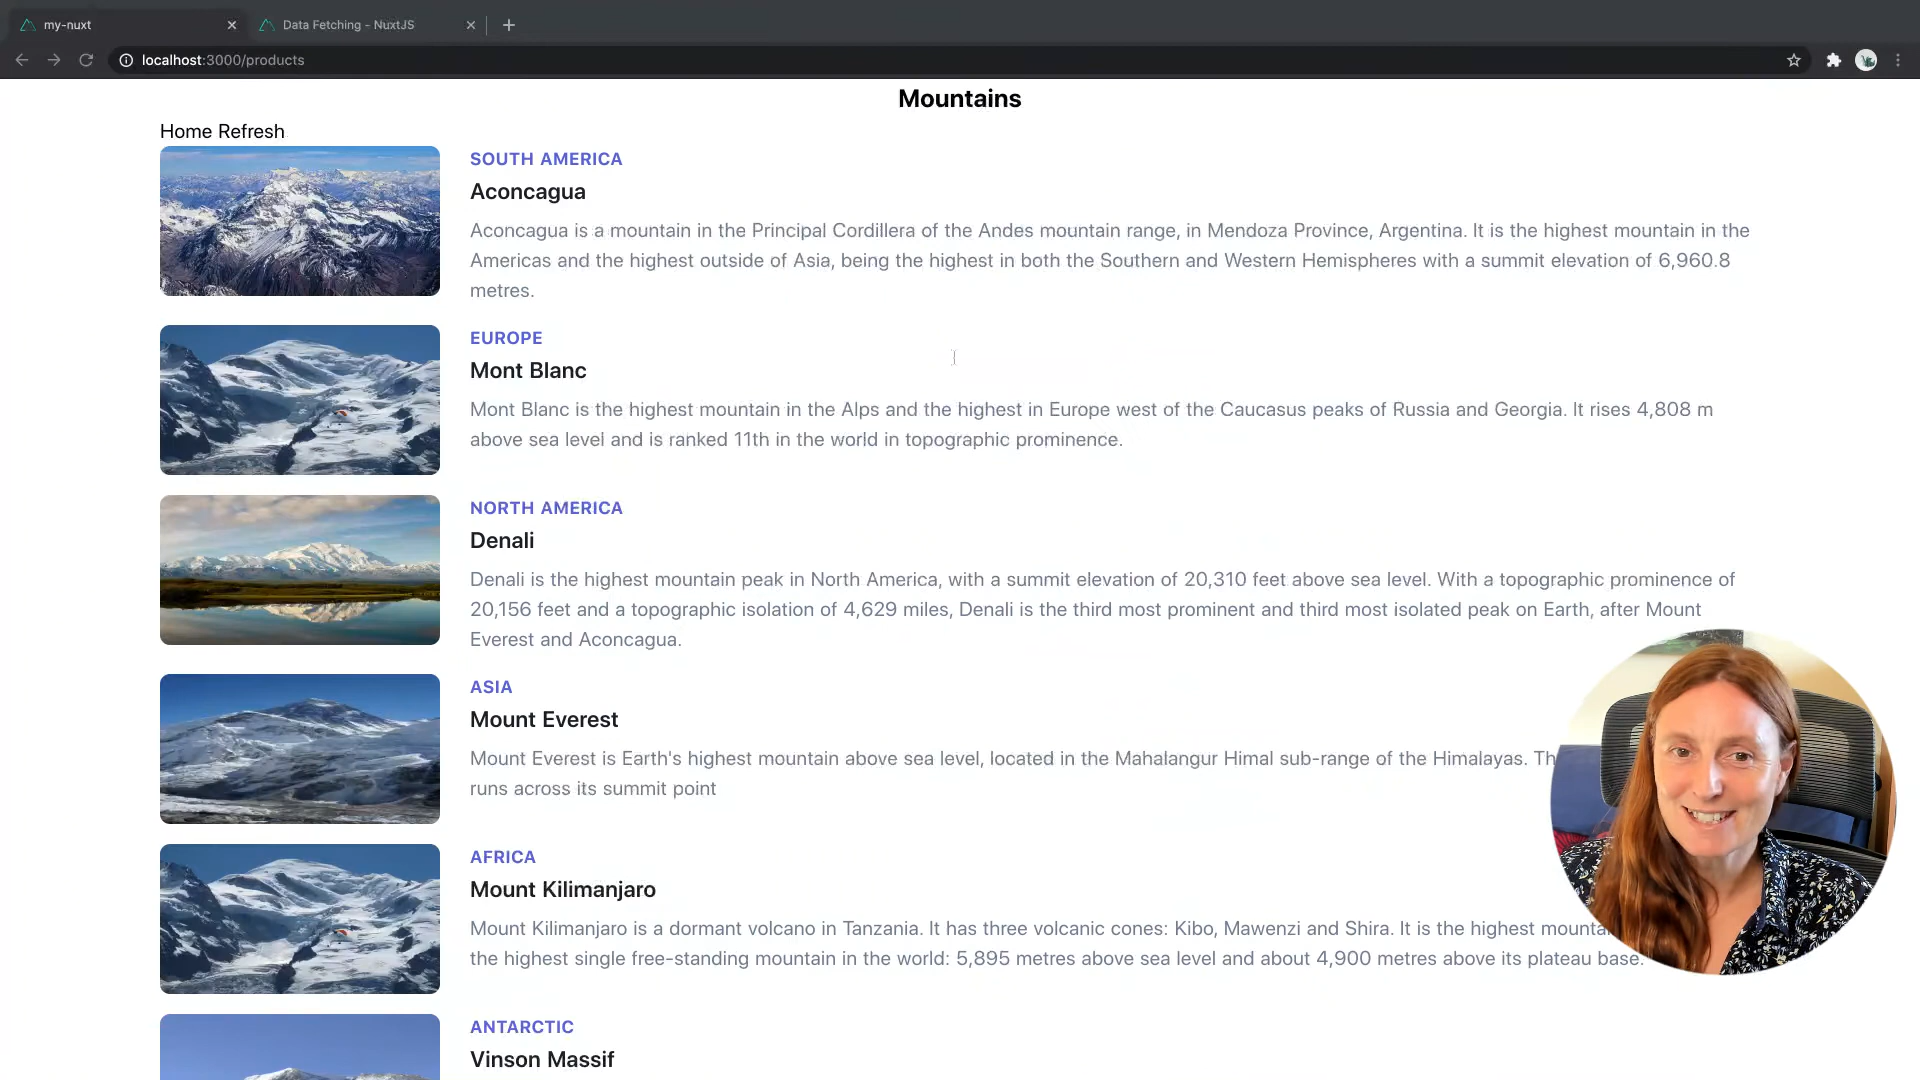 my-nuxt
Data Fetching - NuxtJS
localhost:3000/products
Mountains
Home Refresh
SOUTH AMERICA
Aconcagua
Aconcagua is a mountain in the Principal Cordillera of the Andes mountain range, in Mendoza Province, Argentina. It is the highest mountain in the
Americas and the highest outside of Asia, being the highest in both the Southern and Western Hemispheres with a summit elevation of 6,960.8
metres.
EUROPE
Mont Blanc
Mont Blanc is the highest mountain in the Alps and the highest in Europe west of the Caucasus peaks of Russia and Georgia. It rises 4,808 m
above sea level and is ranked 11th in the world in topographic prominence.
NORTH AMERICA
Denali
Denali is the highest mountain peak in North America, with a summit elevation of 20,310 feet above sea level. With a topographic prominence of
20,156 feet and a topographic isolation of 4,629 miles, Denali is the third most prominent and third most isolated peak on Earth, after Mount
Everest and Aconcagua.
ASIA
Mount Everest
Mount Everest is Earth's highest mountain above sea level, located in the Mahalangur Himal sub-range of the Himalayas.
runs across its summit point
AFRICA
Mount Kilimanjaro
Mount Kilimanjaro is a dormant volcano in Tanzania. It has three volcanic cones: Kibo, Mawenzi and Shira. It is the highest
the highest single free-standing mountain in the world: 5,895 metres above sea level and about 4,900 metres above its plateau base.
ANTARCTIC
Vinson Massif